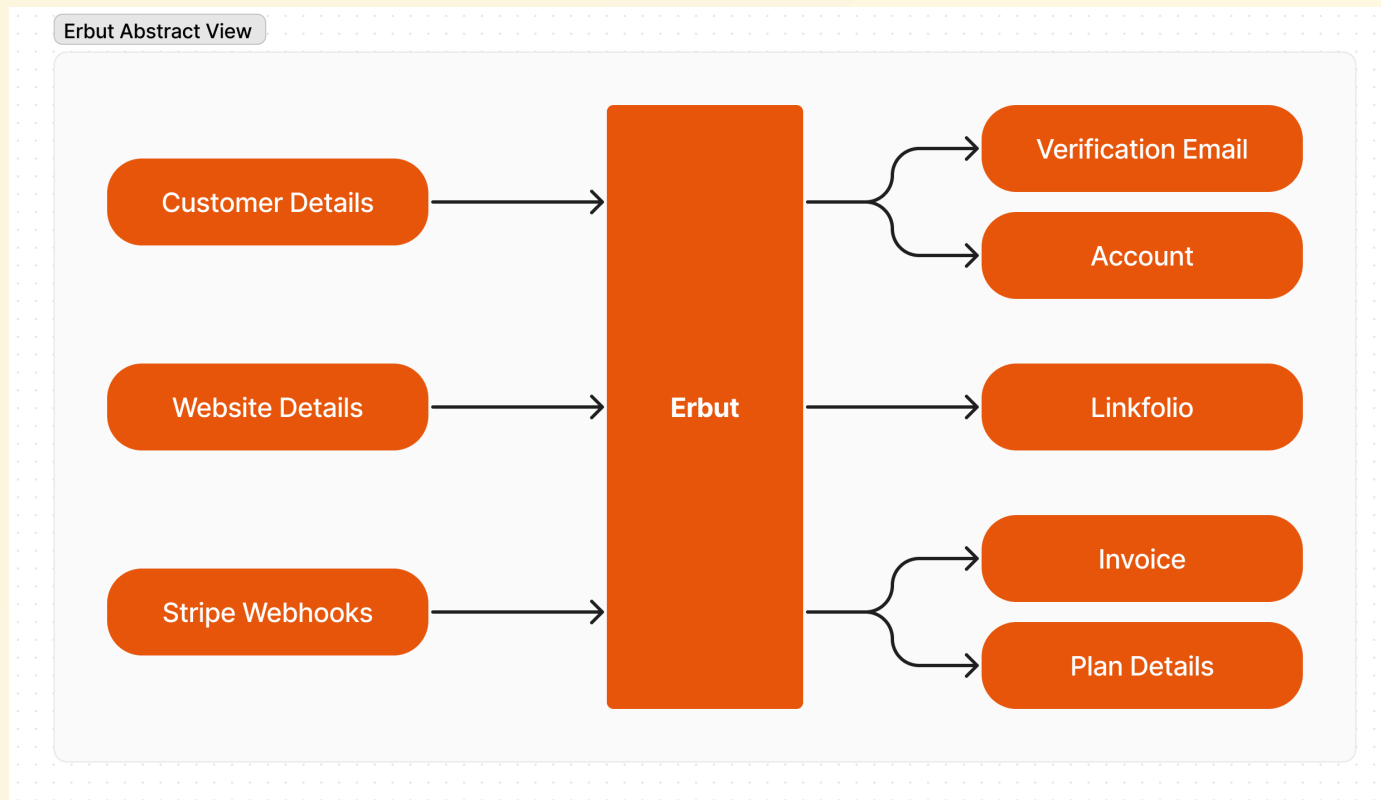 Erbut Abstract View
Customer Details
Website Details
Stripe Webhooks
Erbut
Verification Email
Account
Linkfolio
Invoice
Plan Details